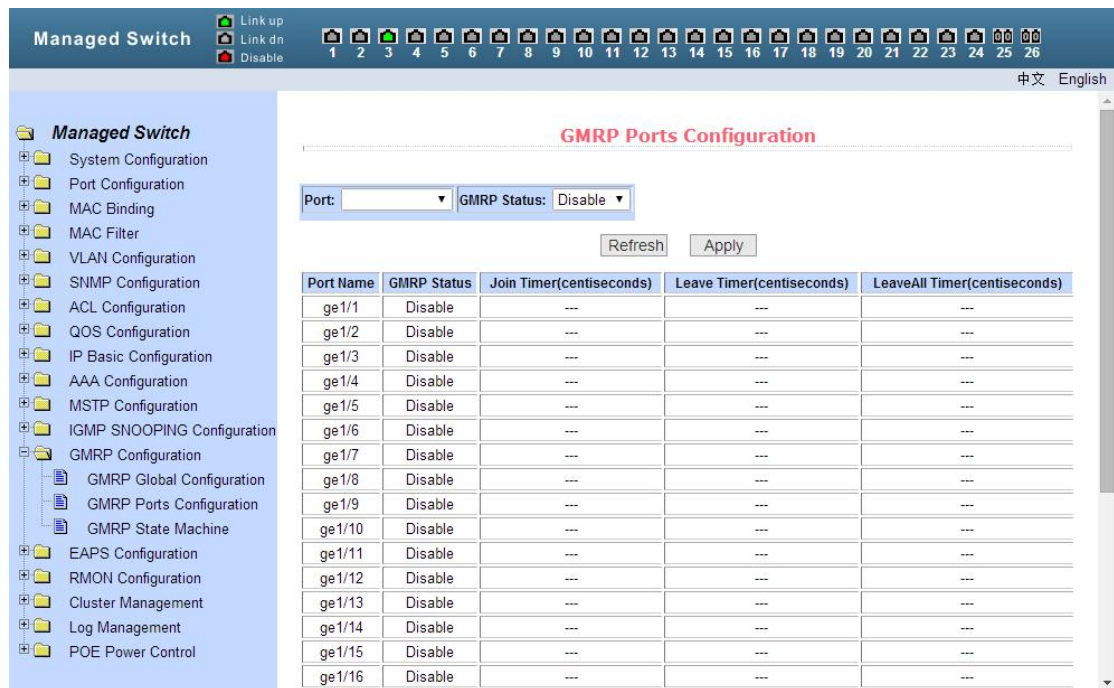 Managed Switch
Link up
Link dn
Disable
1 2 3 4 5 6 7 8 9 10 11 12 13 14 15 16 17 18 19 20 21 22 23 24 25 26
中文 English
Managed Switch
System Configuration
Port Configuration
MAC Binding
MAC Filter
VLAN Configuration
SNMP Configuration
ACL Configuration
QOS Configuration
IP Basic Configuration
AAA Configuration
MSTP Configuration
IGMP SNOOPING Configuration
GMRP Configuration
GMRP Global Configuration
GMRP Ports Configuration
GMRP State Machine
EAPS Configuration
RMON Configuration
Cluster Management
Log Management
POE Power Control
GMRP Ports Configuration
Port: GMRP Status: Disable
Refresh Apply
Port Name GMRP Status Join Timer(centiseconds) Leave Timer(centiseconds) LeaveAll Timer(centiseconds)
ge1/1 Disable --- --- ---
ge1/2 Disable --- --- ---
ge1/3 Disable --- --- ---
ge1/4 Disable --- --- ---
ge1/5 Disable --- --- ---
ge1/6 Disable --- --- ---
ge1/7 Disable --- --- ---
ge1/8 Disable --- --- ---
ge1/9 Disable --- --- ---
ge1/10 Disable --- --- ---
ge1/11 Disable --- --- ---
ge1/12 Disable --- --- ---
ge1/13 Disable --- --- ---
ge1/14 Disable --- --- ---
ge1/15 Disable --- --- ---
ge1/16 Disable --- --- ---